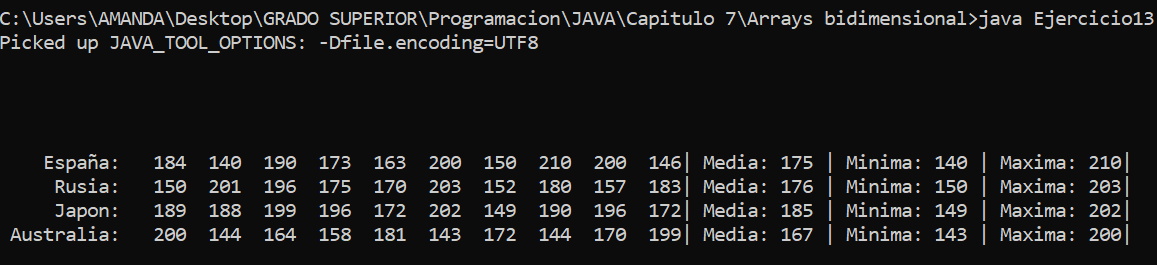 C:\Users\AMANDA\Desktop\GRADO SUPERIOR\Programacion\JAVA\Capitulo 7\Arrays bidimensional>java Ejercicio13
Picked up JAVA_TOOL_OPTIONS: -Dfile.encoding=UTF8
España: 184 140 190 173 163 200 150 210 200 146| Media: 175 | Minima: 140 | Maxima: 210|
Rusia: 150 201 196 175 170 203 152 180 157 183| Media: 176 | Minima: 150 | Maxima: 203|
Japon: 189 188 199 196 172 202 149 190 196 172| Media: 185 | Minima: 149 | Maxima: 202|
Australia: 200 144 164 158 181 143 172 144 170 199| Media: 167 | Minima: 143 | Maxima: 200|